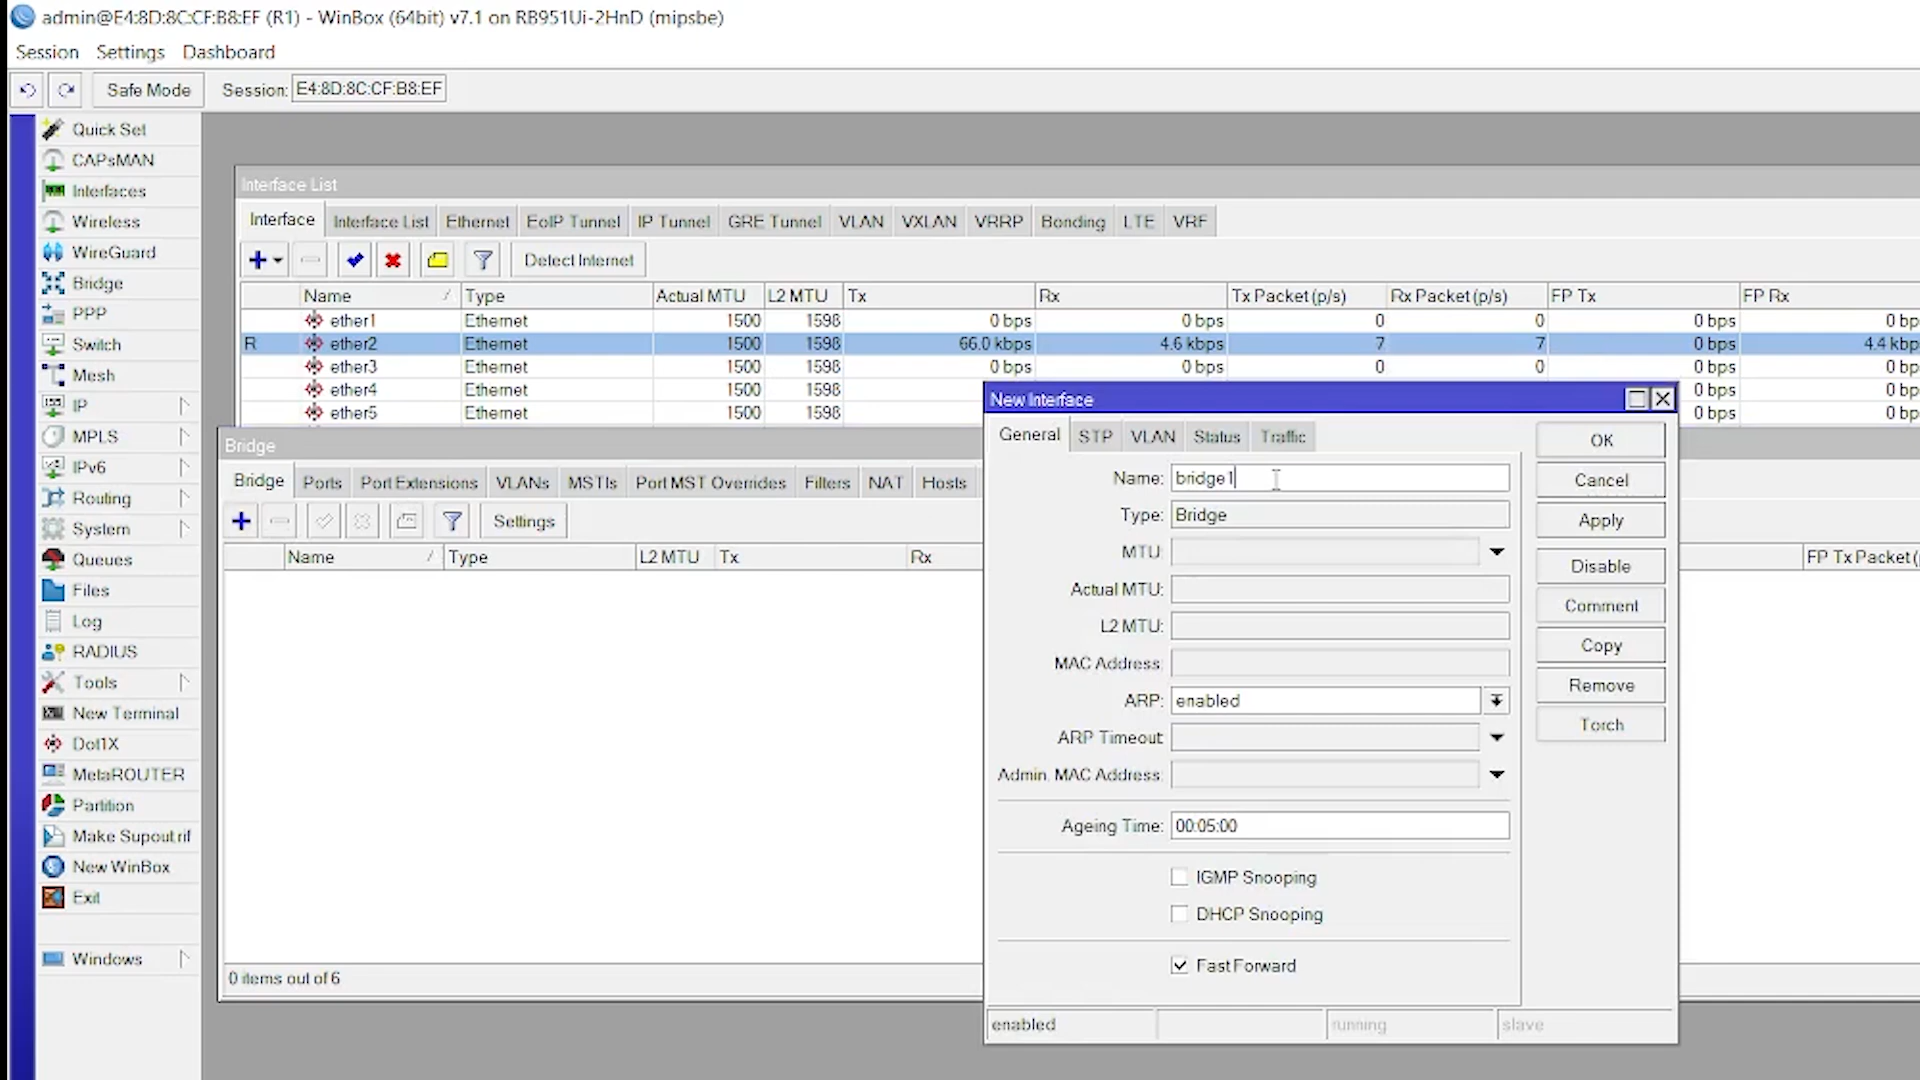 admin@E4:8D:8C:CF:B8:EF (R1) - WinBox (64bit) v7.1 on RB951Ui-2HnD (mipsbe)
Session Settings Dashboard
Safe Mode Session: E4:8D:8C:CF:B8:EF
Quick Set
CAPsMAN
Interfaces
Wireless
WireGuard
Bridge
PPP
Switch
Mesh
IP
MPLS
IPv6
Routing
System
Queues
Files
Log
RADIUS
Tools
New Terminal
Dot1X
MetaROUTER
Partition
Make Supout.rif
New WinBox
Exit
Windows
Interface List
Interface Interface List Ethernet EoIP Tunnel IP Tunnel GRE Tunnel VLAN VXLAN VRRP Bonding LTE VRF
Detect Internet
Name Type Actual MTU L2 MTU Tx Rx Tx Packet (p/s) Rx Packet (p/s) FP Tx FP Rx
ether1 Ethernet 1500 1598 0 bps 0 bps 0 0 0 bps 0 bp
R ether2 Ethernet 1500 1598 66.0 kbps 4.6 kbps 7 7 0 bps 4.4 kbp
ether3 Ethernet 1500 1598 0 bps 0 bps 0 0 0 bps 0 bp
ether4 Ethernet 1500 1598 0 bps 0 bp
ether5 Ethernet 1500 1598 0 bps 0 bp
Bridge
Bridge Ports Port Extensions VLANs MSTIs Port MST Overrides Filters NAT Hosts
Settings
Name Type L2 MTU Tx Rx FP Tx Packet (
0 items out of 6
New Interface
General STP VLAN Status Traffic
Name: bridge1
Type: Bridge
MTU:
Actual MTU:
L2 MTU:
MAC Address:
ARP: enabled
ARP Timeout:
Admin. MAC Address:
Ageing Time: 00:05:00
IGMP Snooping
DHCP Snooping
Fast Forward
OK
Cancel
Apply
Disable
Comment
Copy
Remove
Torch
enabled running slave